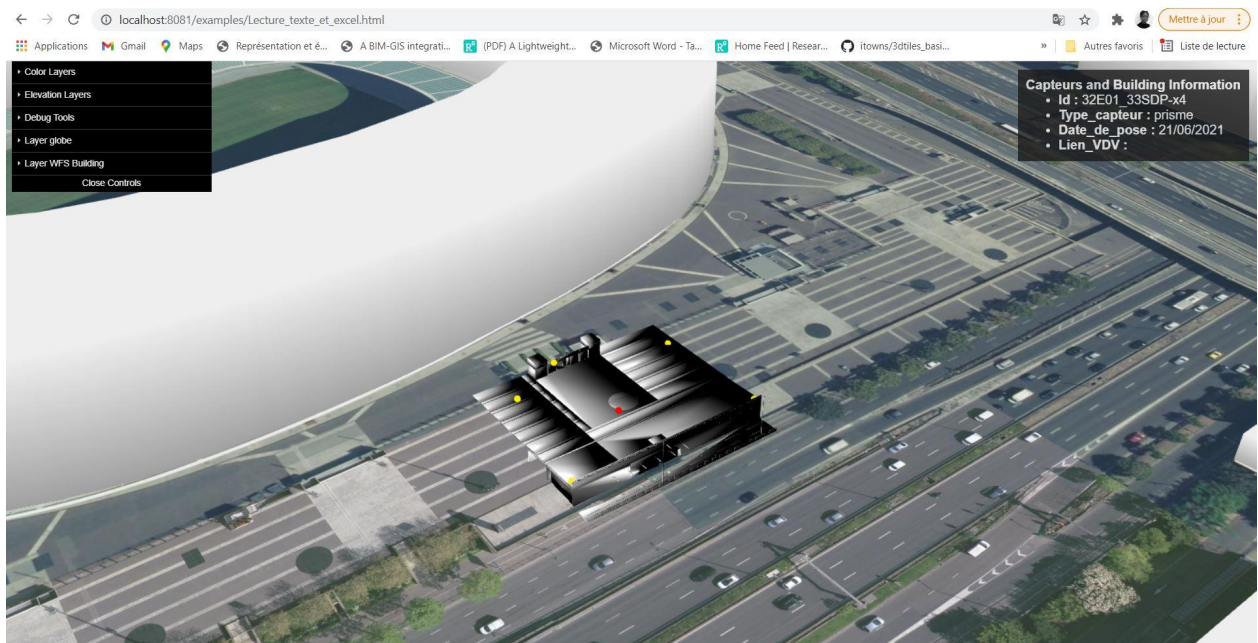 localhost:8081/examples/Lecture_texte_et_excel.html
Mettre à jour
Applications
Gmail
Maps
Représentation et é...
A BIM-GIS integrati...
(PDF) A Lightweight...
Microsoft Word - Ta...
Home Feed | Resear...
itowns/3dtiles_basi...
»
Autres favoris
Liste de lecture
Color Layers
Elevation Layers
Debug Tools
Layer globe
Layer WFS Building
Close Controls
Capteurs and Building Information
• Id : 32E01_33SDP-x4
• Type_capteur : prisme
• Date_de_pose : 21/06/2021
• Lien_VDV :